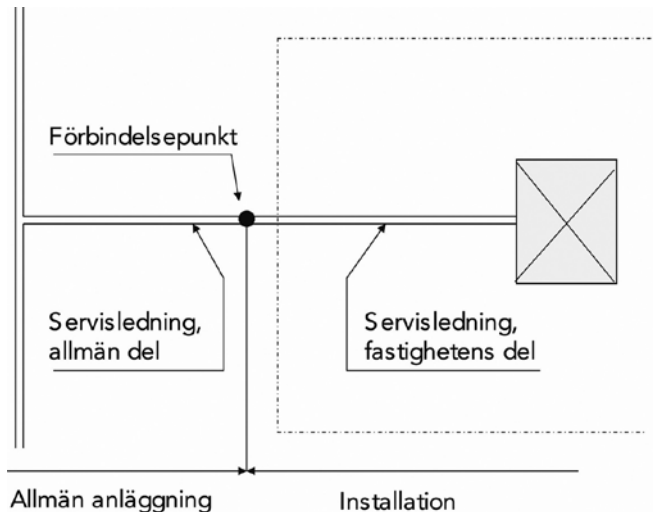 Förbindelsepunkt
Servisledning,
allmän del
Servisledning,
fastighetens del
Allmän anläggning
Installation